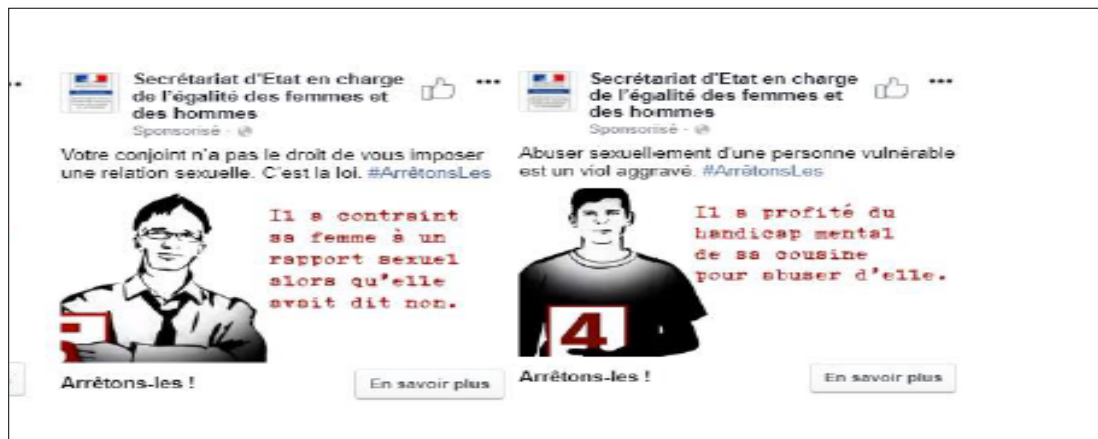 Secrétariat d'Etat en charge
de l'égalité des femmes et
des hommes
Sponsorisé ·
Votre conjoint n'a pas le droit de vous imposer
une relation sexuelle. C'est la loi. #ArrêtonsLes
Il a contraint
sa femme à un
rapport sexuel
alors qu'elle
avait dit non.
Arrêtons-les !
En savoir plus
Secrétariat d'Etat en charge
de l'égalité des femmes et
des hommes
Sponsorisé ·
Abuser sexuellement d'une personne vulnérable
est un viol aggravé. #ArrêtonsLes
Il a profité du
handicap mental
de sa cousine
pour abuser d'elle.
4
Arrêtons-les !
En savoir plus